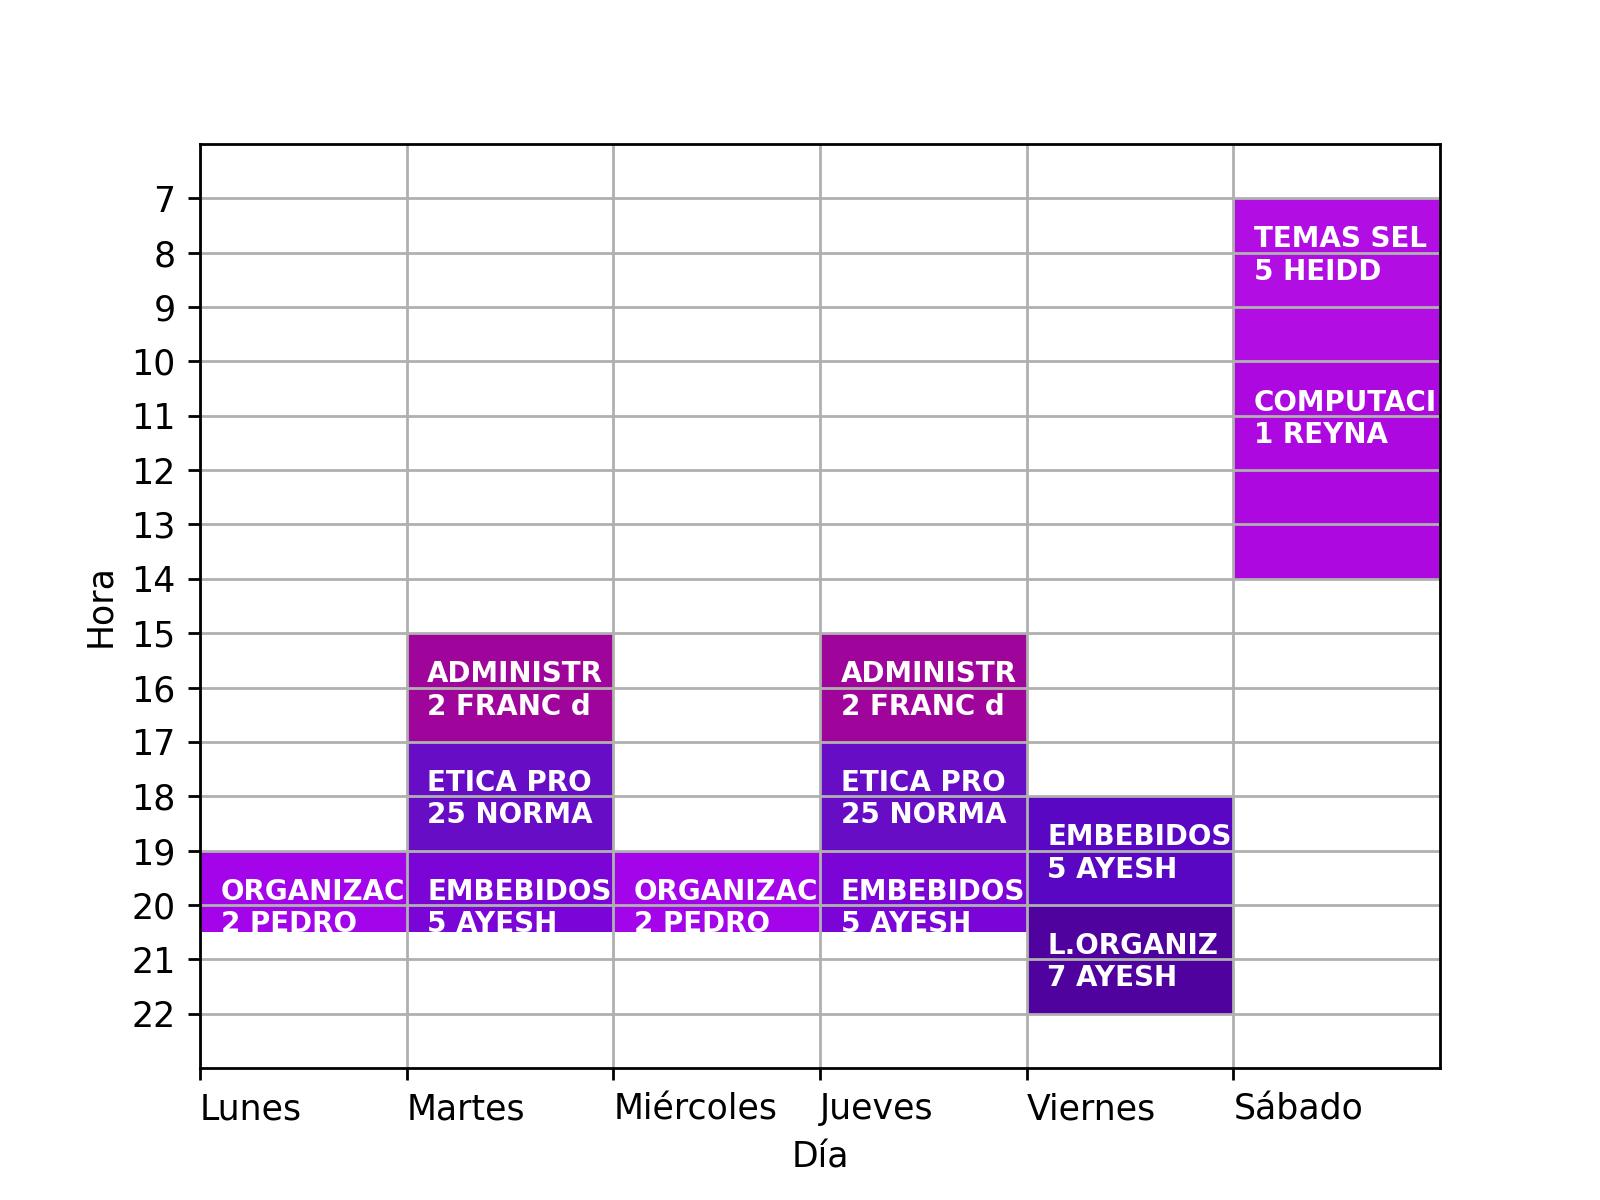 7
8
9
10
11
12
13
14
15
16
17
18
19
20
21
22
Hora
TEMAS SEL
5 HEIDD
COMPUTACI
1 REYNA
ADMINISTR
2 FRANC d
ADMINISTR
2 FRANC d
ETICA PRO
25 NORMA
ETICA PRO
25 NORMA
EMBEBIDOS
5 AYESH
ORGANIZAC
2 PEDRO
EMBEBIDOS
5 AYESH
ORGANIZAC
2 PEDRO
EMBEBIDOS
5 AYESH
L.ORGANIZ
7 AYESH
Lunes
Martes
Miércoles
Jueves
Viernes
Sábado
Día